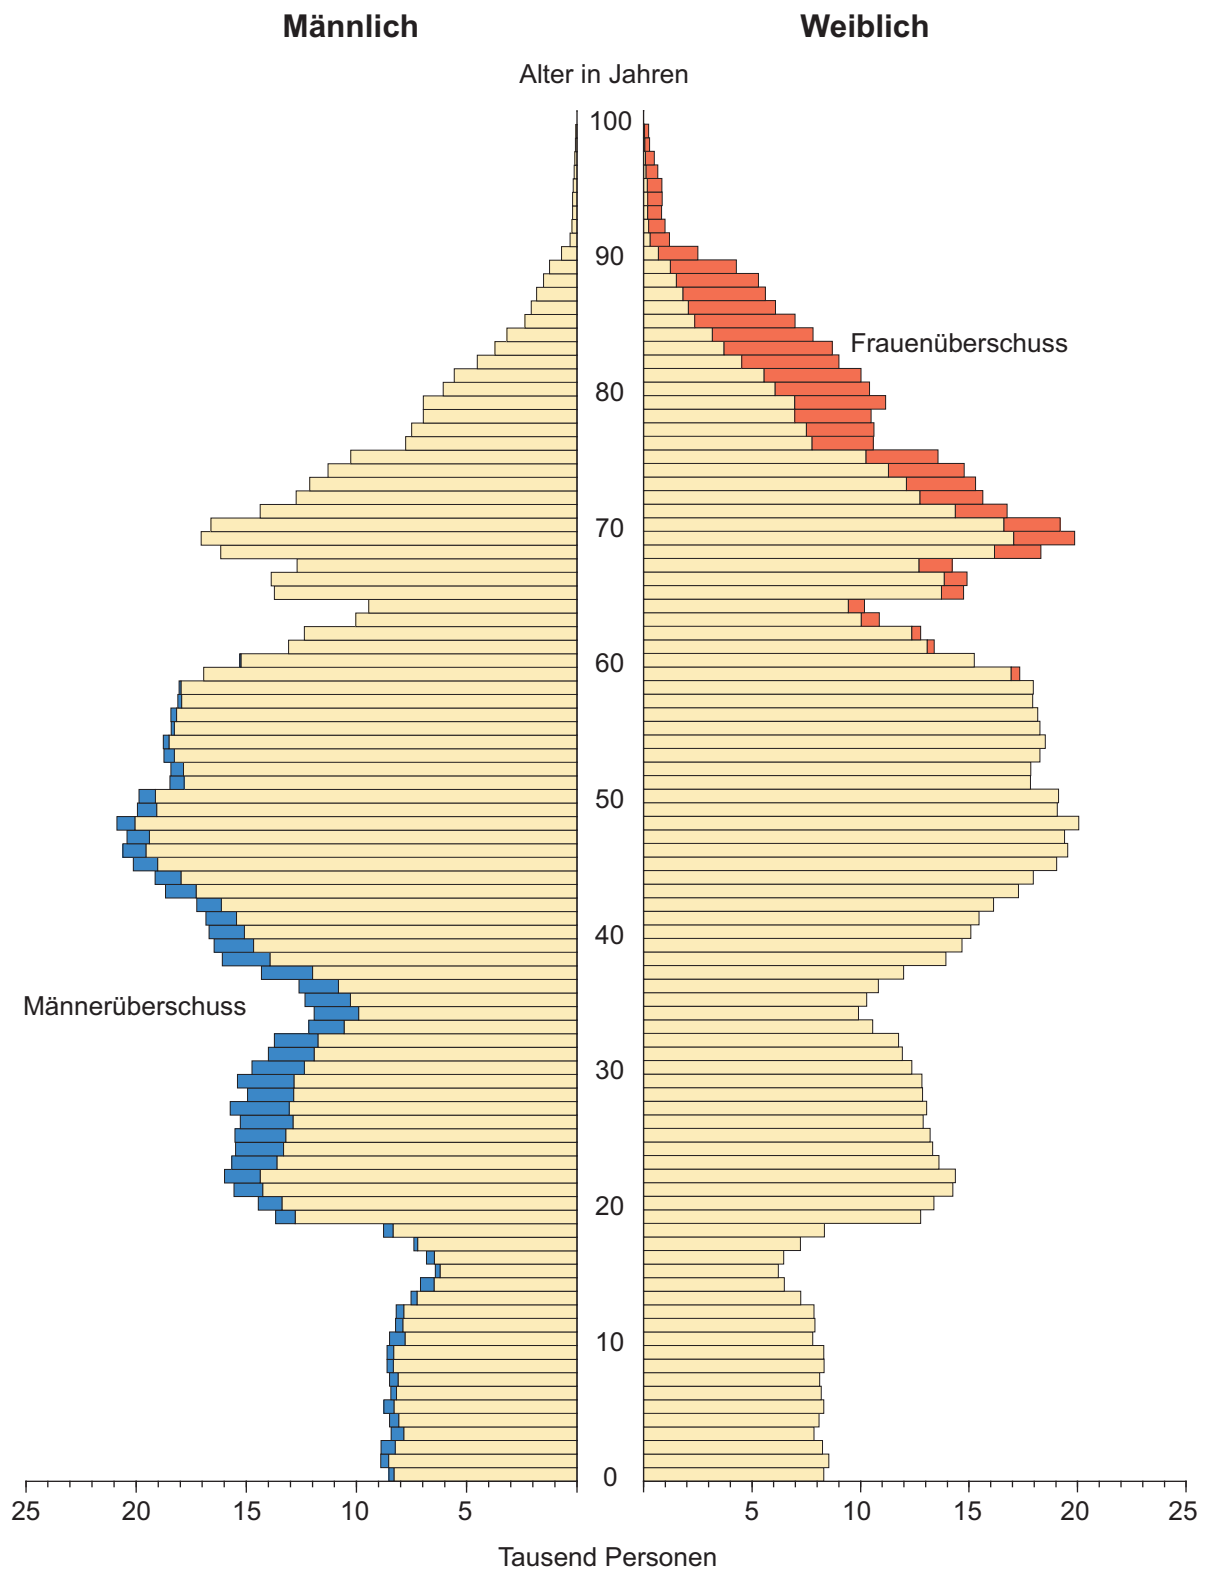 Männlich Weiblich
Alter in Jahren
100
90
Frauenüberschuss
80
70
60
50
40
Männerüberschuss
30
20
10
0
25 20 15 10 5 5 10 15 20 25
Tausend Personen